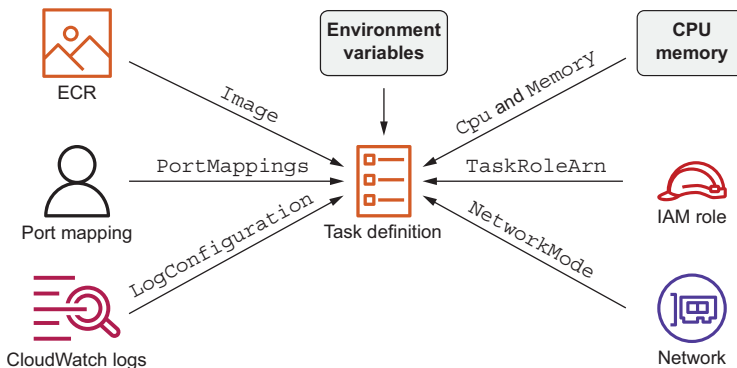 Environment
variables
CPU
memory
ECR
Image
Cpu and Memory
PortMappings
TaskRoleArn
Port mapping
Task definition
IAM role
LogConfiguration
NetworkMode
CloudWatch logs
Network